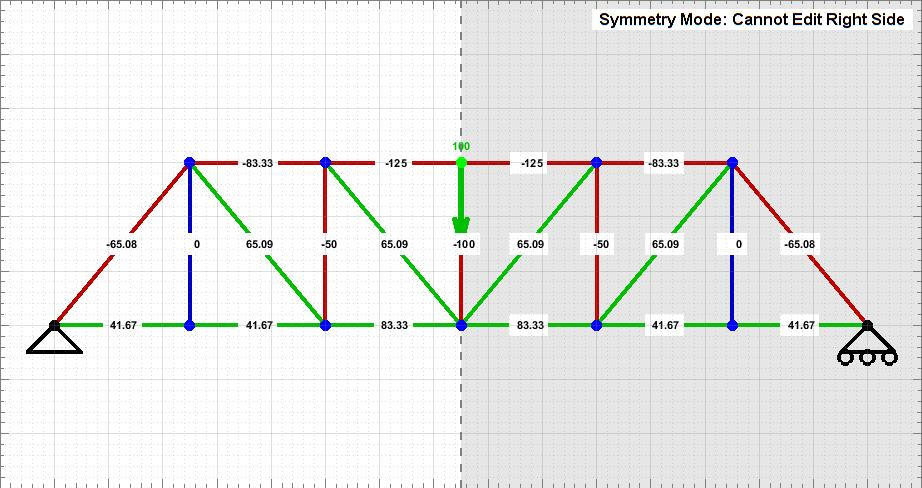 Symmetry Mode: Cannot Edit Right Side
100
-83.33 -125 -125 -83.33
-65.08 0 65.09 -50 65.09 -100 65.09 -50 65.09 0 -65.08
41.67 41.67 83.33 83.33 41.67 41.67